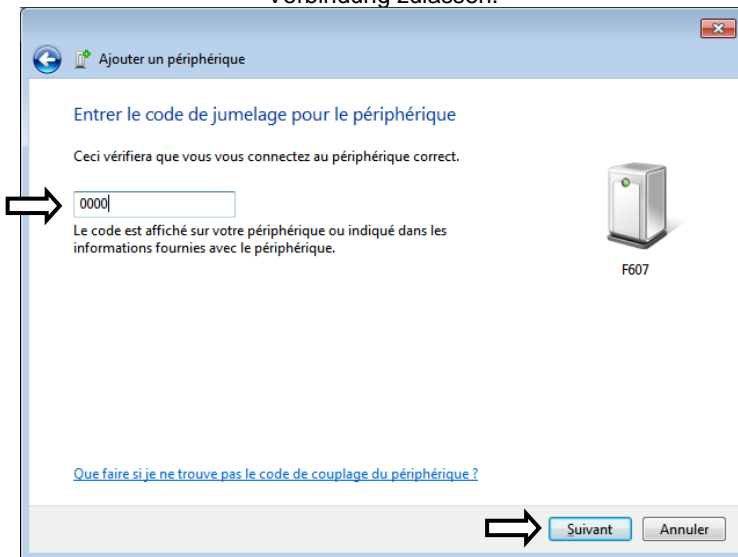 Verbindung zulassen.
Ajouter un périphérique
Entrer le code de jumelage pour le périphérique
Ceci vérifiera que vous vous connectez au périphérique correct.
0000
Le code est affiché sur votre périphérique ou indiqué dans les
informations fournies avec le périphérique.
F607
Que faire si je ne trouve pas le code de couplage du périphérique ?
Suivant
Annuler